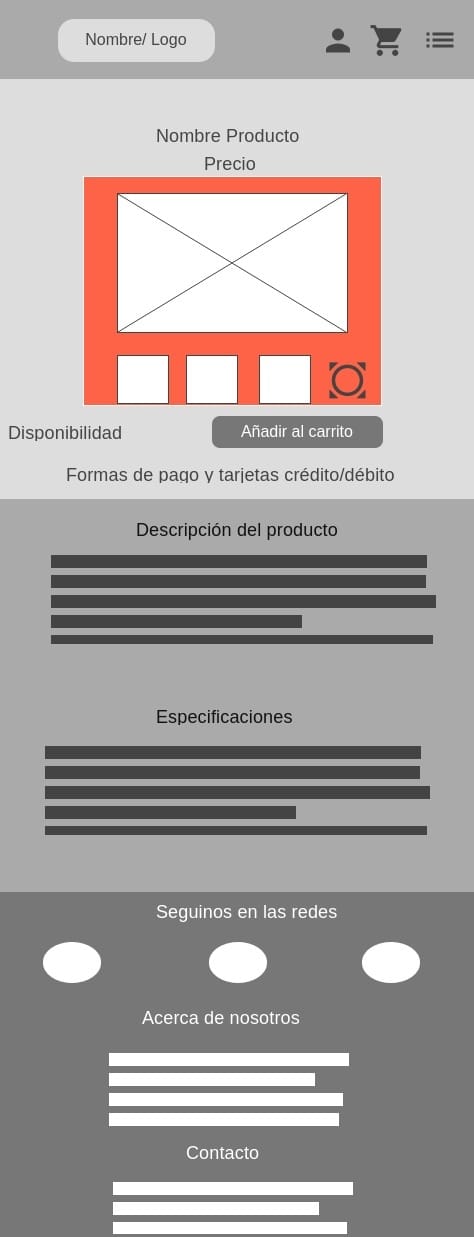 Nombre/ Logo
Nombre Producto
Precio
Disponibilidad
Añadir al carrito
Formas de pago y tarjetas crédito/débito
Descripción del producto
Especificaciones
Seguinos en las redes
Acerca de nosotros
Contacto